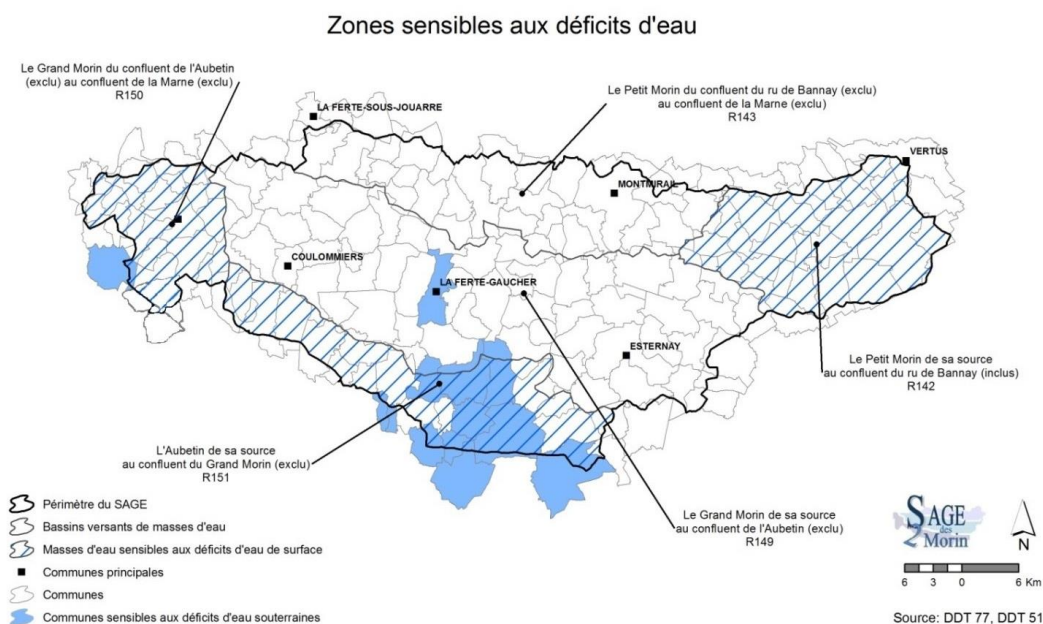 Zones sensibles aux déficits d'eau
Le Grand Morin du confluent de l'Aubetin
(exclu) au confluent de la Marne (exclu)
R150
LA FERTE-SOUS-JOUARRE
Le Petit Morin du confluent du ru de Bannay (exclu)
au confluent de la Marne (exclu)
R143
VERTUS
MONTMIRAIL
COULOMMIERS
LA FERTE-GAUCHER
ESTERNAY
Le Petit Morin de sa source
au confluent du ru de Bannay (inclus)
R142
L'Aubetin de sa source
au confluent du Grand Morin (exclu)
R151
Le Grand Morin de sa source
au confluent de l'Aubetin (exclu)
R149
Périmètre du SAGE
Bassins versants de masses d'eau
Masses d'eau sensibles aux déficits d'eau de surface
Communes principales
Communes
Communes sensibles aux déficits d'eau souterraines
SAGE
des
2 Morin
N
6 3 0 6 Km
Source: DDT 77, DDT 51